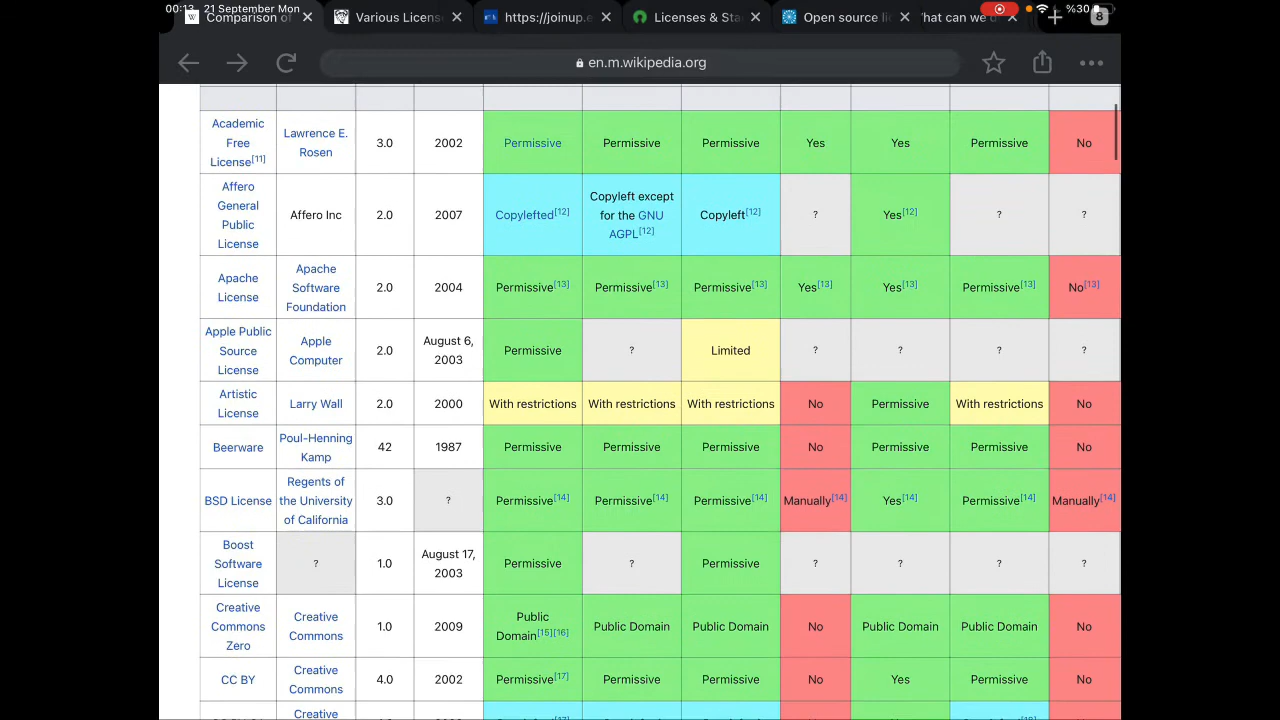 00:13 21 September Mon
%30
Comparison of
Various Licens
https://joinup.e
Licenses & Sta
Open source li
'hat can we d
8
en.m.wikipedia.org
Academic Free License[11] Lawrence E. Rosen 3.0 2002 Permissive Permissive Permissive Yes Yes Permissive No
Affero General Public License Affero Inc 2.0 2007 Copylefted[12] Copyleft except for the GNU AGPL[12] Copyleft[12] ? Yes[12] ? ?
Apache License Apache Software Foundation 2.0 2004 Permissive[13] Permissive[13] Permissive[13] Yes[13] Yes[13] Permissive[13] No[13]
Apple Public Source License Apple Computer 2.0 August 6, 2003 Permissive ? Limited ? ? ? ?
Artistic License Larry Wall 2.0 2000 With restrictions With restrictions With restrictions No Permissive With restrictions No
Beerware Poul-Henning Kamp 42 1987 Permissive Permissive Permissive No Permissive Permissive No
BSD License Regents of the University of California 3.0 ? Permissive[14] Permissive[14] Permissive[14] Manually[14] Yes[14] Permissive[14] Manually[14]
Boost Software License ? 1.0 August 17, 2003 Permissive ? Permissive ? ? ? ?
Creative Commons Zero Creative Commons 1.0 2009 Public Domain[15][16] Public Domain Public Domain No Public Domain Public Domain No
CC BY Creative Commons 4.0 2002 Permissive[17] Permissive Permissive No Yes Permissive No
Creative